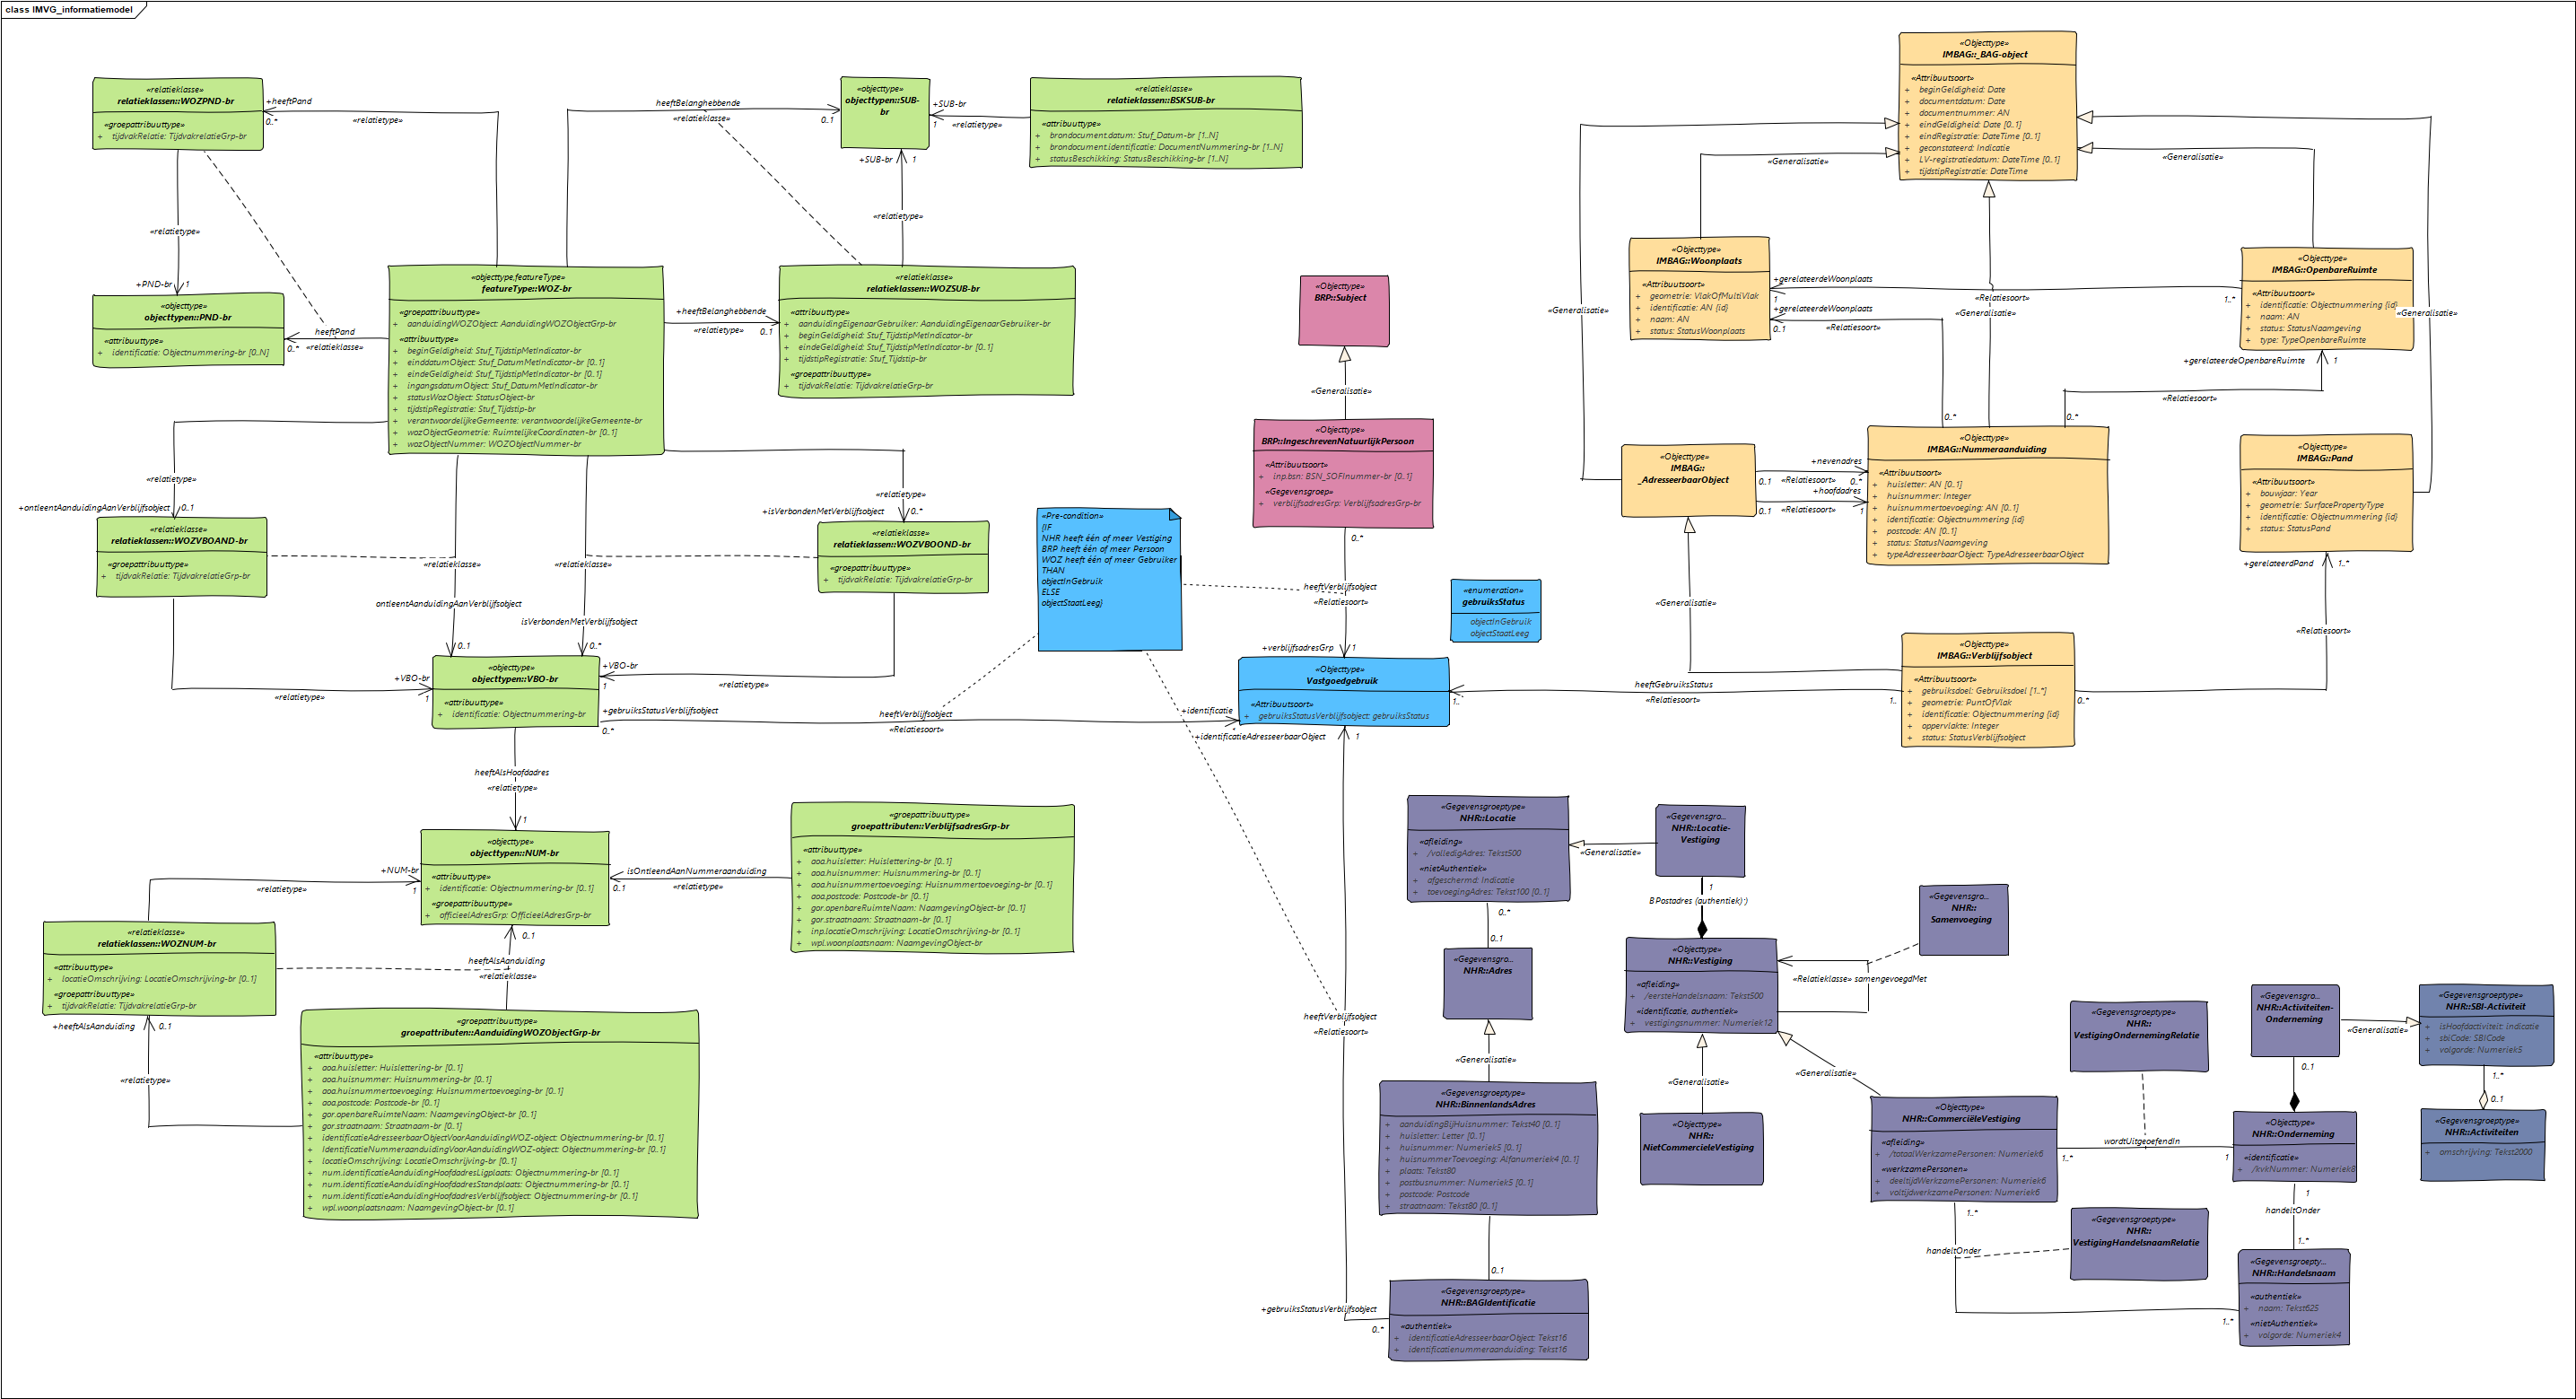 class IMVG_informatiemodel
«relatieklasse»
relatieklassen::WOZPND-br
«groepattribuuttype»
+ tijdvakRelatie: TijdvakrelatieGrp-br
+heeftPand
0..*
«relatietype»
heeftBelanghebbende
«relatieklasse»
0..1
«objecttype»
objecttypen::SUB-
br
+SUB-br
1
«relatietype»
«relatieklasse»
relatieklassen::BSKSUB-br
«attribuuttype»
+ brondocument.datum: Stuf_Datum-br [1..N]
+ brondocument.identificatie: DocumentNummering-br [1..N]
+ statusBeschikking: StatusBeschikking-br [1..N]
+SUB-br
1
«relatietype»
«relatietype»
+PND-br
1
«objecttype»
objecttypen::PND-br
«attribuuttype»
+ identificatie: Objectnummering-br [0..N]
heeftPand
0..*
«relatieklasse»
«objecttype,featureType»
featureType::WOZ-br
«groepattribuuttype»
+ aanduidingWOZObject: AanduidingWOZObjectGrp-br
«attribuuttype»
+ beginGeldigheid: Stuf_TijdstipMetIndicator-br
+ einddatumObject: Stuf_DatumMetIndicator-br [0..1]
+ eindeGeldigheid: Stuf_TijdstipMetIndicator-br [0..1]
+ ingangsdatumObject: Stuf_DatumMetIndicator-br
+ statusWozObject: StatusObject-br
+ tijdstipRegistratie: Stuf_Tijdstip-br
+ verantwoordelijkeGemeente: verantwoordelijkeGemeente-br
+ wozObjectGeometrie: RuimtelijkeCoordinaten-br [0..1]
+ wozObjectNummer: WOZObjectNummer-br
+heeftBelanghebbende
«relatietype»
0..1
«relatieklasse»
relatieklassen::WOZSUB-br
«attribuuttype»
+ aanduidingEigenaarGebruiker: AanduidingEigenaarGebruiker-br
+ beginGeldigheid: Stuf_TijdstipMetIndicator-br
+ eindeGeldigheid: Stuf_TijdstipMetIndicator-br [0..1]
+ tijdstipRegistratie: Stuf_Tijdstip-br
«groepattribuuttype»
+ tijdvakRelatie: TijdvakrelatieGrp-br
«relatietype»
+ontleentAanduidingAanVerblijfsobject
0..1
«relatieklasse»
relatieklassen::WOZVBOAND-br
«groepattribuuttype»
+ tijdvakRelatie: TijdvakrelatieGrp-br
«relatieklasse»
ontleentAanduidingAanVerblijfsobject
0..1
«relatieklasse»
isVerbondenMetVerblijfsobject
0..*
«relatietype»
+isVerbondenMetVerblijfsobject
0..*
«relatieklasse»
relatieklassen::WOZVBOOND-br
«groepattribuuttype»
+ tijdvakRelatie: TijdvakrelatieGrp-br
+VBO-br
1
«relatietype»
«objecttype»
objecttypen::VBO-br
«attribuuttype»
+ identificatie: Objectnummering-br
+VBO-br
1
«relatietype»
+gebruiksStatusVerblijfsobject
0..*
heeftVerblijfsobject
«Relatiesoort»
+identificatie
*
«Pre-condition»
{IF
NHR heeft één of meer Vestiging
BRP heeft één of meer Persoon
WOZ heeft één of meer Gebruiker
THAN
objectInGebruik
ELSE
objectStaatLeeg}
«Objecttype»
BRP::Subject
«Generalisatie»
«Objecttype»
BRP::IngeschrevenNatuurlijkPersoon
«Attribuutsoort»
+ inp.bsn: BSN_SOFInummer-br [0..1]
«Gegevensgroep»
+ verblijfsadresGrp: VerblijfsadresGrp-br
0..*
heeftVerblijfsobject
«Relatiesoort»
+verblijfsadresGrp
1
«enumeration»
gebruiksStatus
objectInGebruik
objectStaatLeeg
«Objecttype»
Vastgoedgebruik
«Attribuutsoort»
+ gebruiksStatusVerblijfsobject: gebruiksStatus
+identificatieAdresseerbaarObject
1
heeftGebruiksStatus
«Relatiesoort»
1..
1..
«Objecttype»
IMBAG::_BAG-object
«Attribuutsoort»
+ beginGeldigheid: Date
+ documentdatum: Date
+ documentnummer: AN
+ eindGeldigheid: Date [0..1]
+ eindRegistratie: DateTime [0..1]
+ geconstateerd: Indicatie
+ LV-registratiedatum: DateTime [0..1]
+ tijdstipRegistratie: DateTime
«Generalisatie»
«Generalisatie»
«Generalisatie»
«Generalisatie»
«Objecttype»
IMBAG::Woonplaats
«Attribuutsoort»
+ geometrie: VlakOfMultiVlak
+ identificatie: AN {id}
+ naam: AN
+ status: StatusWoonplaats
+gerelateerdeWoonplaats
1
«Relatiesoort»
1..*
+gerelateerdeWoonplaats
0..1
«Relatiesoort»
«Generalisatie»
«Objecttype»
IMBAG::OpenbareRuimte
«Attribuutsoort»
+ identificatie: Objectnummering {id}
+ naam: AN
+ status: StatusNaamgeving
+ type: TypeOpenbareRuimte
+gerelateerdeOpenbareRuimte
1
«Relatiesoort»
0..*
0..*
«Objecttype»
IMBAG::
_AdresseerbaarObject
+nevenadres
0..1
«Relatiesoort»
0..*
+hoofdadres
0..1
«Relatiesoort»
1
«Objecttype»
IMBAG::Nummeraanduiding
«Attribuutsoort»
+ huisletter: AN [0..1]
+ huisnummer: Integer
+ huisnummertoevoeging: AN [0..1]
+ identificatie: Objectnummering {id}
+ postcode: AN [0..1]
+ status: StatusNaamgeving
+ typeAdresseerbaarObject: TypeAdresseerbaarObject
«Objecttype»
IMBAG::Pand
«Attribuutsoort»
+ bouwjaar: Year
+ geometrie: SurfacePropertyType
+ identificatie: Objectnummering {id}
+ status: StatusPand
+gerelateerdPand
1..*
«Relatiesoort»
«Generalisatie»
«Objecttype»
IMBAG::Verblijfsobject
«Attribuutsoort»
+ gebruiksdoel: Gebruiksdoel [1..*]
+ geometrie: PuntOfVlak
+ identificatie: Objectnummering {id}
+ oppervlakte: Integer
+ status: StatusVerblijfsobject
0..*
heeftAlsHoofdadres
«relatietype»
1
«objecttype»
objecttypen::NUM-br
«attribuuttype»
+ identificatie: Objectnummering-br [0..1]
«groepattribuuttype»
+ officieelAdresGrp: OfficieelAdresGrp-br
+NUM-br
1
«relatietype»
isOntleendAanNummeraanduiding
0..1
«relatietype»
«groepattribuuttype»
groepattributen::VerblijfsadresGrp-br
«attribuuttype»
+ aoa.huisletter: Huislettering-br [0..1]
+ aoa.huisnummer: Huisnummering-br [0..1]
+ aoa.huisnummertoevoeging: Huisnummertoevoeging-br [0..1]
+ aoa.postcode: Postcode-br [0..1]
+ gor.openbareRuimteNaam: NaamgevingObject-br [0..1]
+ gor.straatnaam: Straatnaam-br [0..1]
+ inp.locatieOmschrijving: LocatieOmschrijving-br [0..1]
+ wpl.woonplaatsnaam: NaamgevingObject-br
«relatieklasse»
relatieklassen::WOZNUM-br
«attribuuttype»
+ locatieOmschrijving: LocatieOmschrijving-br [0..1]
«groepattribuuttype»
+ tijdvakRelatie: TijdvakrelatieGrp-br
0..1
heeftAlsAanduiding
«relatieklasse»
+heeftAlsAanduiding
0..1
«relatietype»
«groepattribuuttype»
groepattributen::AanduidingWOZObjectGrp-br
«attribuuttype»
+ aoa.huisletter: Huislettering-br [0..1]
+ aoa.huisnummer: Huisnummering-br [0..1]
+ aoa.huisnummertoevoeging: Huisnummertoevoeging-br [0..1]
+ aoa.postcode: Postcode-br [0..1]
+ gor.openbareRuimteNaam: NaamgevingObject-br [0..1]
+ gor.straatnaam: Straatnaam-br [0..1]
+ identificatieAdresseerbaarObjectVoorAanduidingWOZ-object: Objectnummering-br [0..1]
+ IdentificatieNummeraanduidingVoorAanduidingWOZ-object: Objectnummering-br [0..1]
+ locatieOmschrijving: LocatieOmschrijving-br [0..1]
+ num.identificatieAanduidingHoofdadresLigplaats: Objectnummering-br [0..1]
+ num.identificatieAanduidingHoofdadresStandplaats: Objectnummering-br [0..1]
+ num.identificatieAanduidingHoofdadresVerblijfsobject: Objectnummering-br [0..1]
+ wpl.woonplaatsnaam: NaamgevingObject-br [0..1]
heeftVerblijfsobject
«Relatiesoort»
+gebruiksStatusVerblijfsobject
0..*
«Gegevensgroeptype»
NHR::Locatie
«afleiding»
+ /volledigAdres: Tekst500
«nietAuthentiek»
+ afgeschermd: Indicatie
+ toevoegingAdres: Tekst100 [0..1]
«Generalisatie»
«Gegevensgro...
NHR::Locatie-
Vestiging
1
BPostadres (authentiek):)
0..*
0..1
«Gegevensgro...
NHR::Adres
«Generalisatie»
«Gegevensgroeptype»
NHR::BinnenlandsAdres
+ aanduidingBijHuisnummer: Tekst40 [0..1]
+ huisletter: Letter [0..1]
+ huisnummer: Numeriek5 [0..1]
+ huisnummerToevoeging: Alfanumeriek4 [0..1]
+ plaats: Tekst80
+ postbusnummer: Numeriek5 [0..1]
+ postcode: Postcode
+ straatnaam: Tekst80 [0..1]
0..1
«Gegevensgroeptype»
NHR::BAGIdentificatie
«authentiek»
+ identificatieAdresseerbaarObject: Tekst16
+ identificatienummeraanduiding: Tekst16
«Objecttype»
NHR::Vestiging
«afleiding»
+ /eersteHandelsnaam: Tekst500
«identificatie, authentiek»
+ vestigingsnummer: Numeriek12
«Relatieklasse» samengevoegdMet
«Gegevensgro...
NHR::
Samenvoeging
«Generalisatie»
«Objecttype»
NHR::
NietCommercieleVestiging
«Generalisatie»
«Objecttype»
NHR::CommerciëleVestiging
«afleiding»
+ /totaalWerkzamePersonen: Numeriek6
«werkzamePersonen»
+ deeltijdWerkzamePersonen: Numeriek6
+ voltijdwerkzamePersonen: Numeriek6
«Gegevensgroeptype»
NHR::
VestigingOndernemingRelatie
wordtUitgeoefendIn
1..*
1
«Gegevensgro...
NHR::Activiteiten-
Onderneming
«Generalisatie»
0..1
«Gegevensgroeptype»
NHR::SBI-Activiteit
+ isHoofdactiviteit: indicatie
+ sbiCode: SBICode
+ volgorde: Numeriek5
1..*
0..1
«Gegevensgroeptype»
NHR::Activiteiten
+ omschrijving: Tekst2000
«Objecttype»
NHR::Onderneming
«identificatie»
+ /kvkNummer: Numeriek8
1
handeltOnder
1..*
1..*
handeltOnder
«Gegevensgroeptype»
NHR::
VestigingHandelsnaamRelatie
1..*
«Gegevensgroepty...
NHR::Handelsnaam
«authentiek»
+ naam: Tekst625
«nietAuthentiek»
+ volgorde: Numeriek4